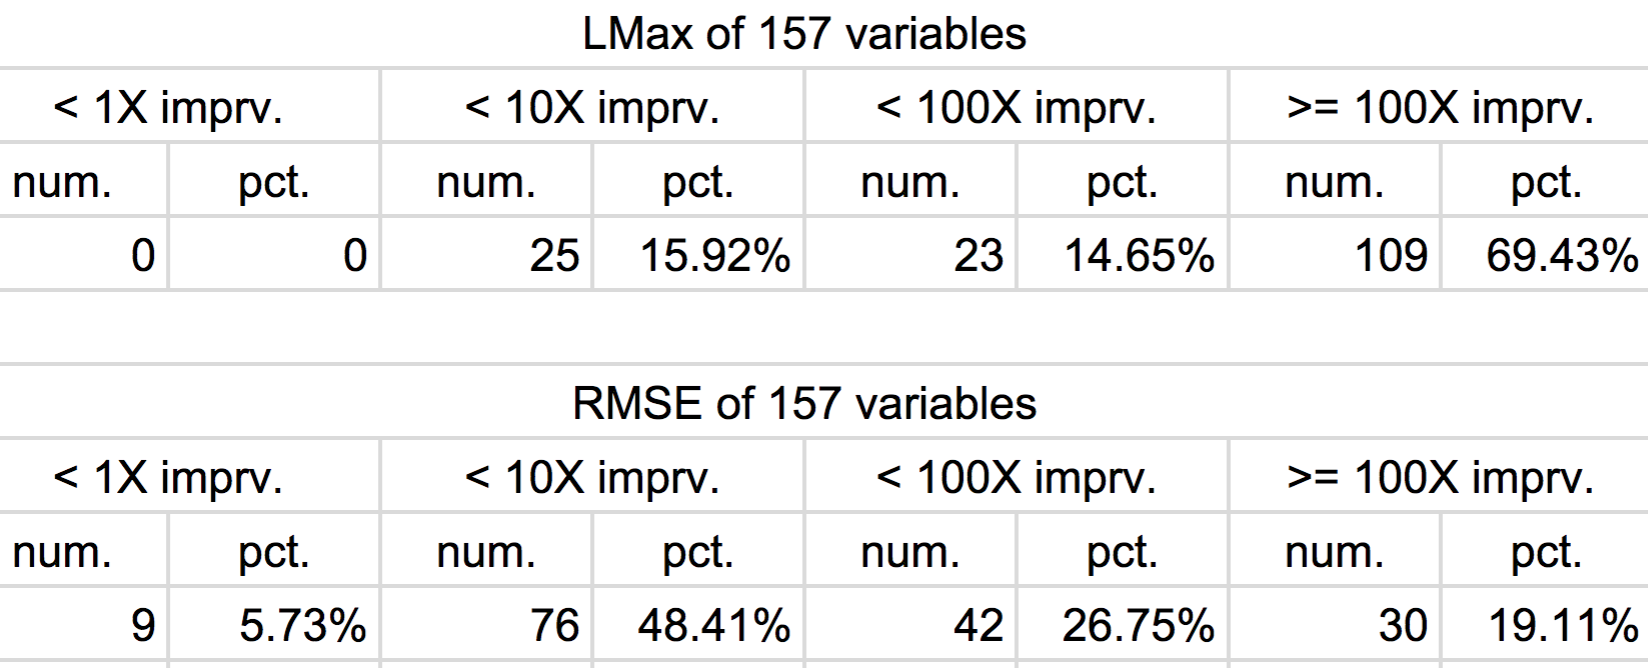 LMax of 157 variables
< 1X imprv. < 10X imprv. < 100X imprv. >= 100X imprv.
num. pct. num. pct. num. pct. num. pct.
0 0 25 15.92% 23 14.65% 109 69.43%
RMSE of 157 variables
< 1X imprv. < 10X imprv. < 100X imprv. >= 100X imprv.
num. pct. num. pct. num. pct. num. pct.
9 5.73% 76 48.41% 42 26.75% 30 19.11%